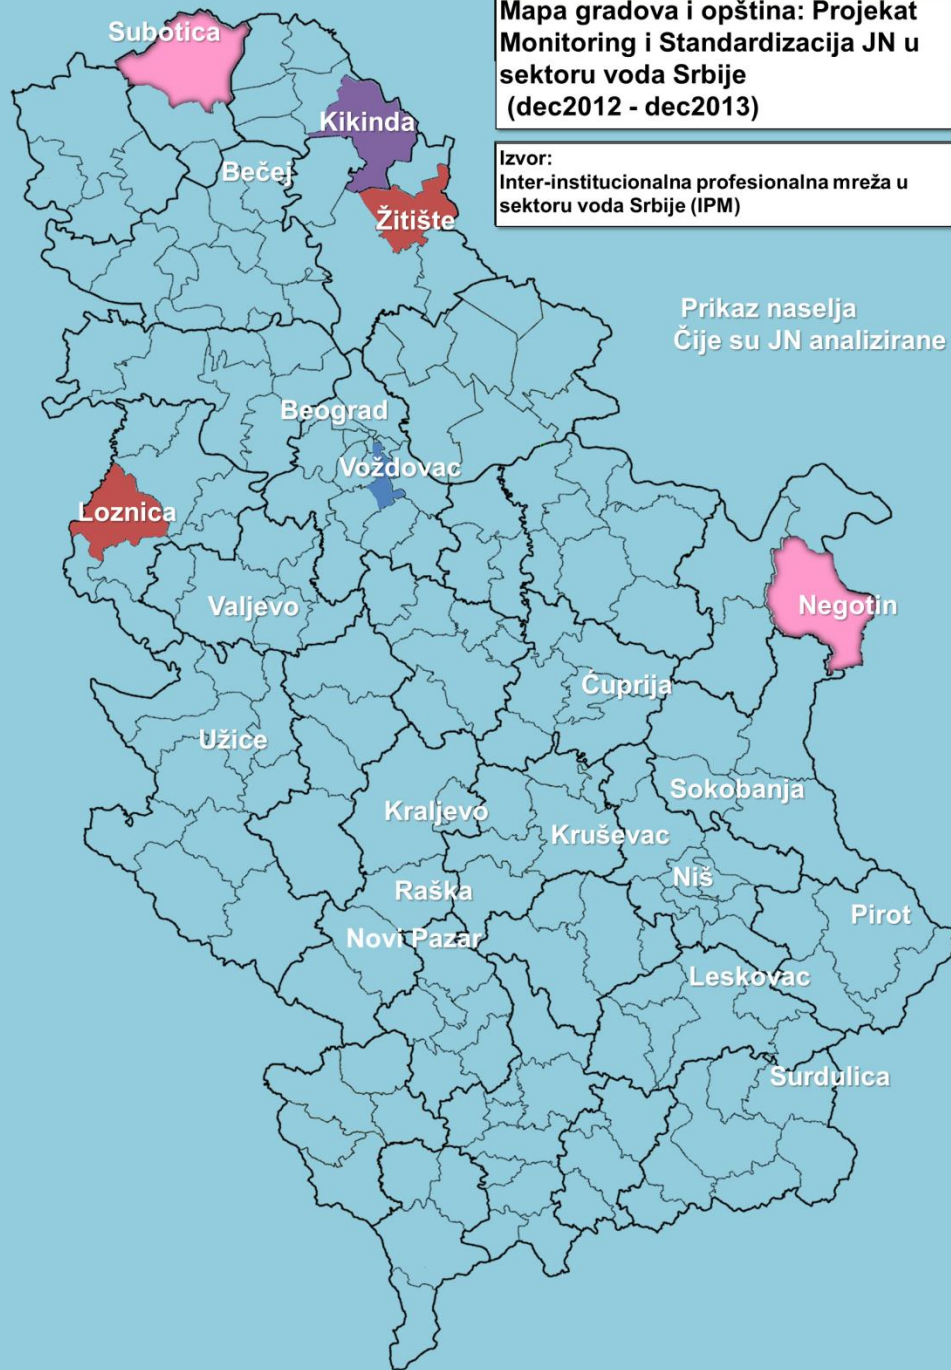 Mapa gradova i opština: Projekat
Monitoring i Standardizacija JN u
sektoru voda Srbije
(dec2012 - dec2013)
Izvor:
Inter-institucionalna profesionalna mreža u
sektoru voda Srbije (IPM)
Subotica
Kikinda
Bečej
Žitište
Prikaz naselja
Čije su JN analizirane
Beograd
Voždovac
Loznica
Valjevo
Negotin
Ćuprija
Užice
Sokobanja
Kraljevo
Kruševac
Niš
Raška
Pirot
Novi Pazar
Leskovac
Surdulica